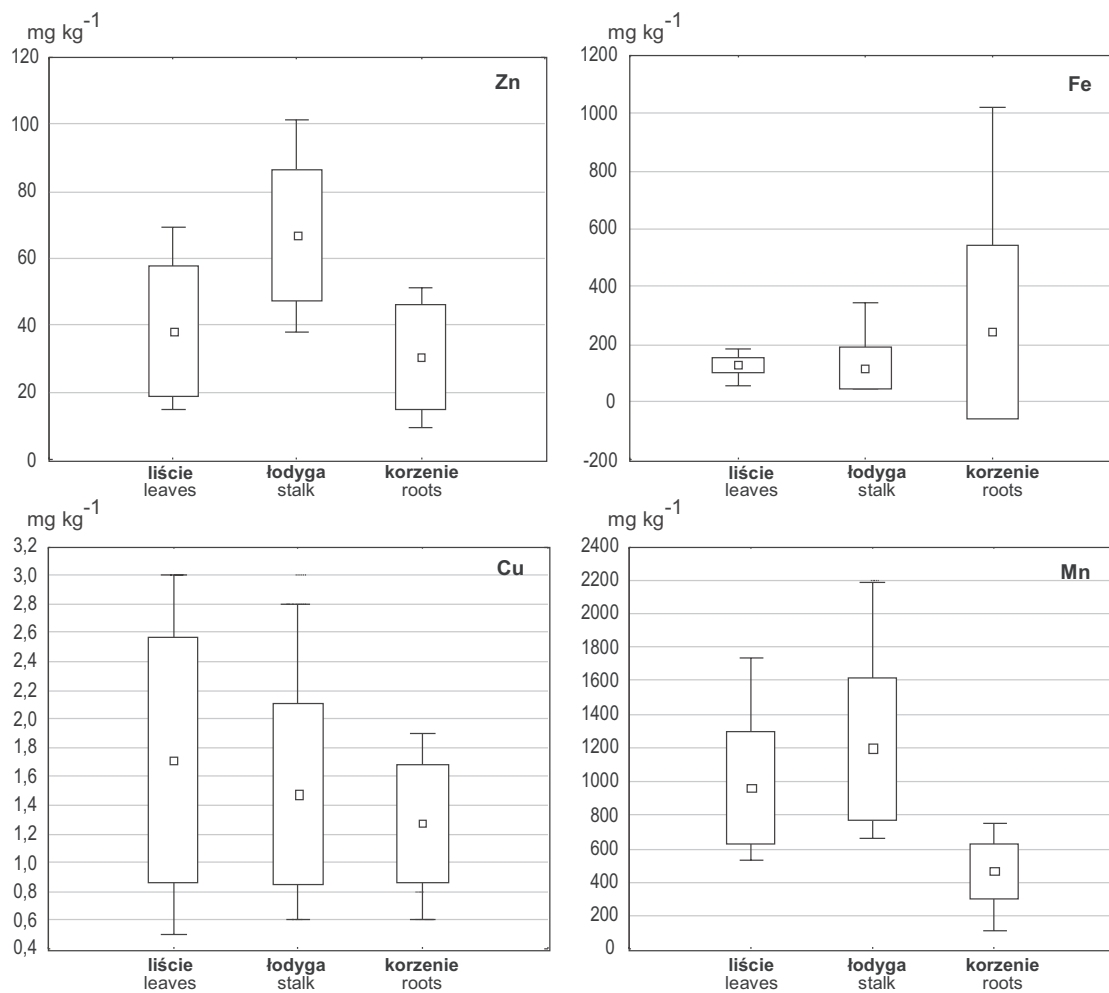 mg kg-1
120
Zn
100
80
60
40
20
0
liście łodyga korzenie
leaves stalk roots
mg kg-1
1200
Fe
1000
800
600
400
200
0
-200
liście łodyga korzenie
leaves stalk roots
mg kg-1
3,2
Cu
3,0
2,8
2,6
2,4
2,2
2,0
1,8
1,6
1,4
1,2
1,0
0,8
0,6
0,4
liście łodyga korzenie
leaves stalk roots
mg kg-1
2400
Mn
2200
2000
1800
1600
1400
1200
1000
800
600
400
200
0
liście łodyga korzenie
leaves stalk roots